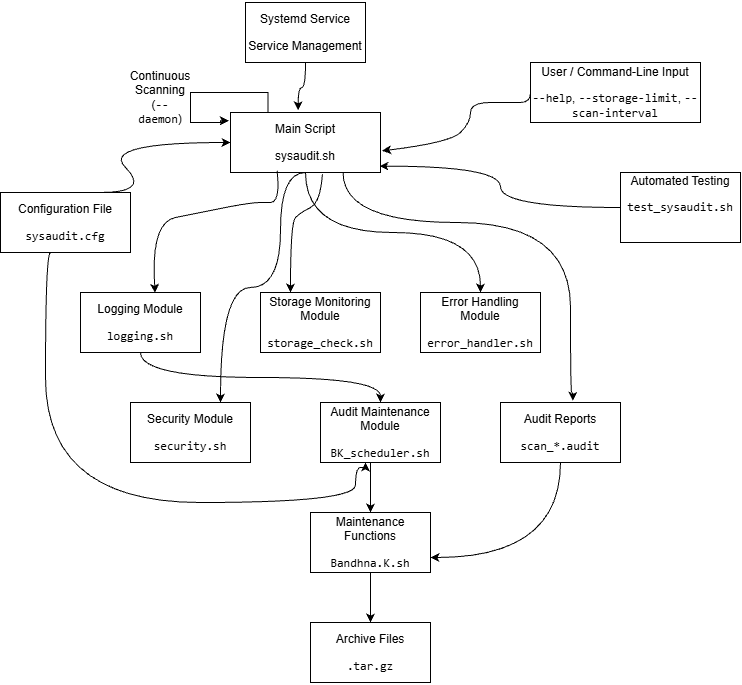 Systemd Service
Service Management
Continuous
Scanning
(--
daemon)
User / Command-Line Input
--help, --storage-limit, --
scan-interval
Main Script
sysaudit.sh
Automated Testing
test_sysaudit.sh
Configuration File
sysaudit.cfg
Logging Module
logging.sh
Storage Monitoring
Module
storage_check.sh
Error Handling
Module
error_handler.sh
Security Module
security.sh
Audit Maintenance
Module
BK_scheduler.sh
Audit Reports
scan_*.audit
Maintenance
Functions
Bandhna.K.sh
Archive Files
.tar.gz